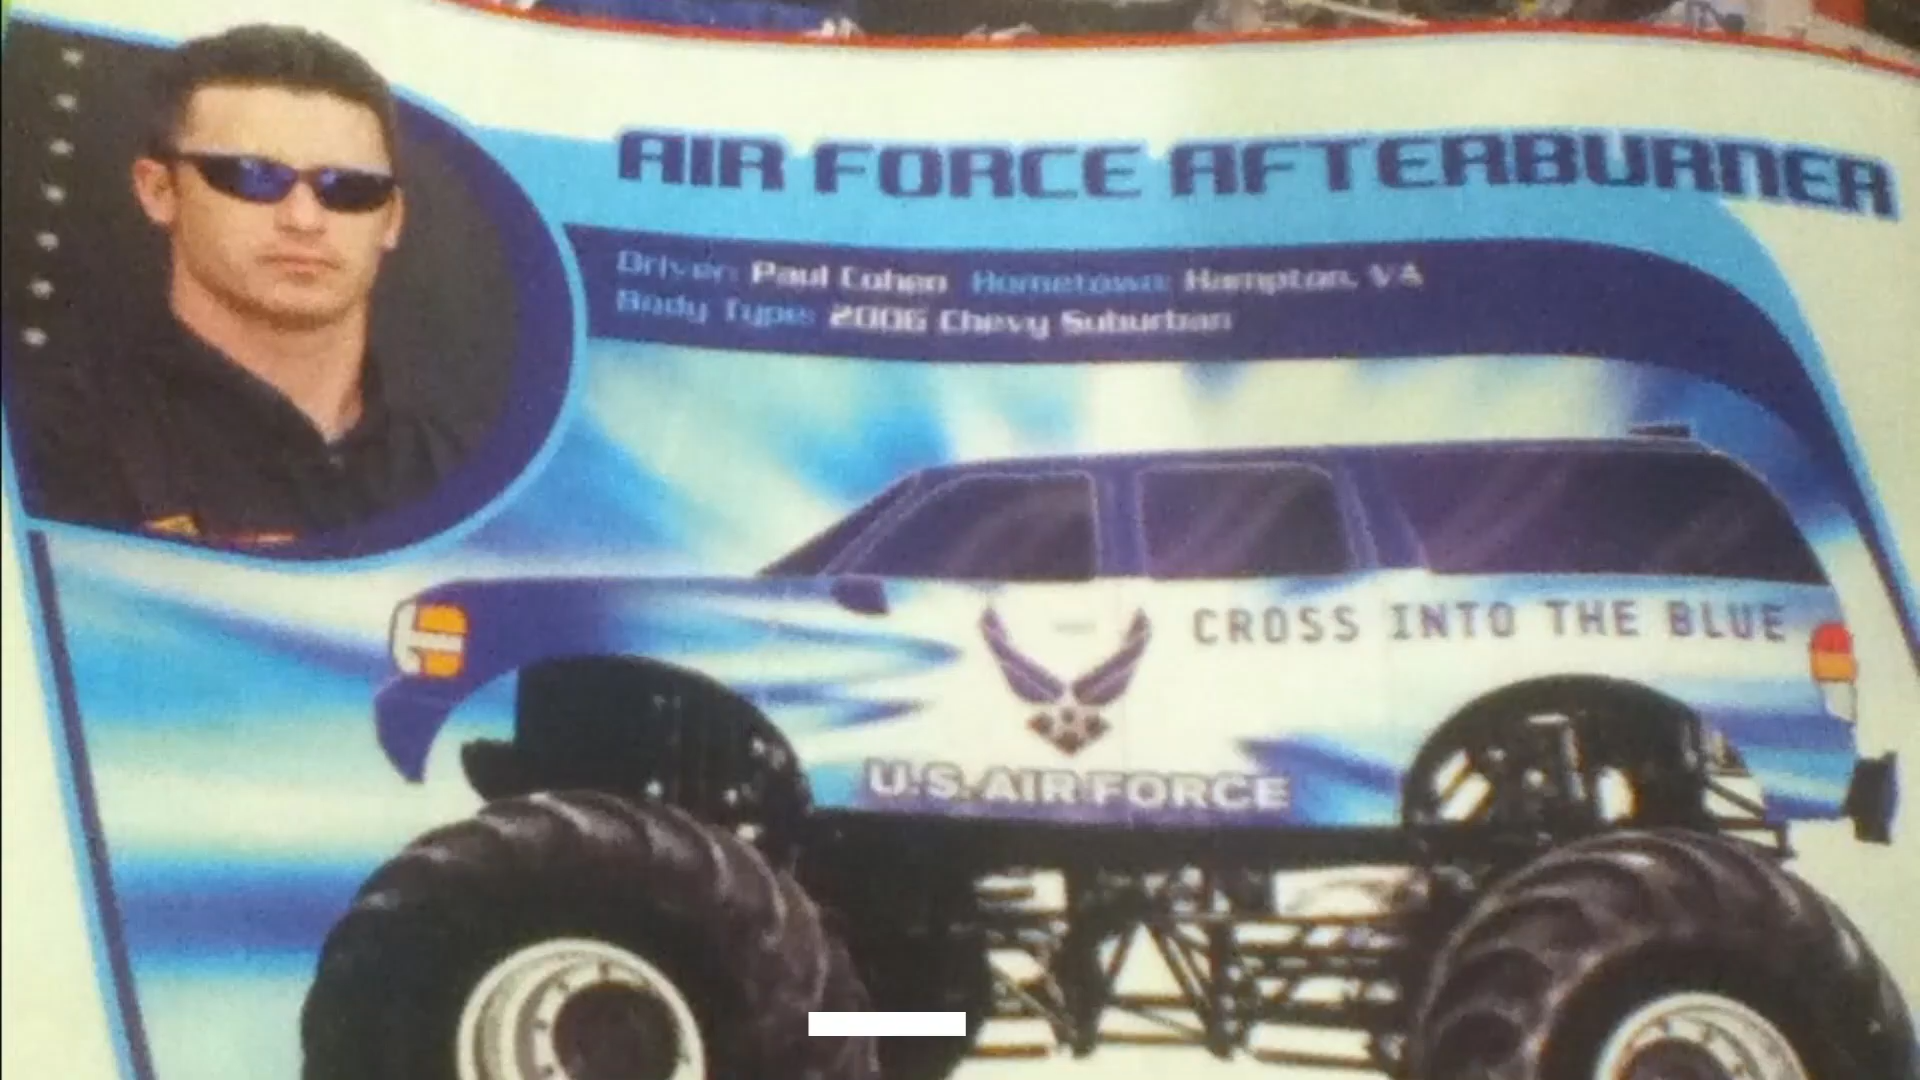 AIR FORCE AFTERBURNER
Driver: Paul Cohen Hometown: Hampton, VA
Body Type: 2006 Chevy Suburban
CROSS INTO THE BLUE
U.S. AIR FORCE